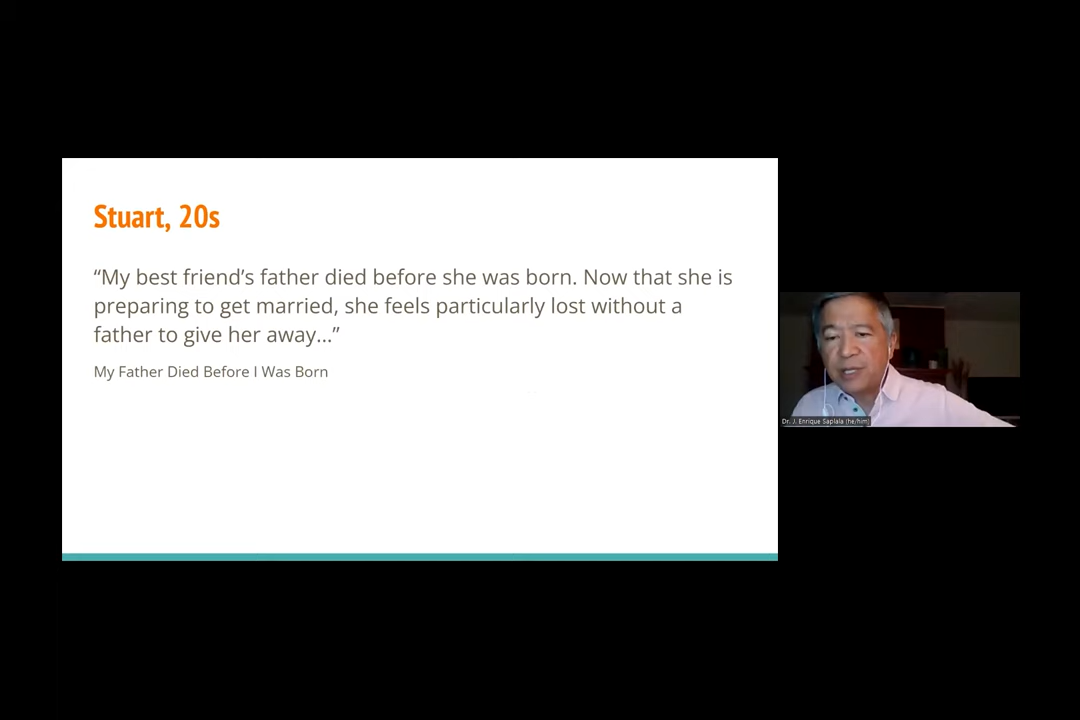 Stuart, 20s
“My best friend’s father died before she was born. Now that she is
preparing to get married, she feels particularly lost without a
father to give her away...”
My Father Died Before I Was Born
Dr. J. Enrique Saplala (he/him)